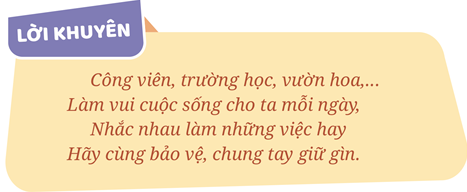 LỜI KHUYÊN
Công viên, trường học, vườn hoa,...
Làm vui cuộc sống cho ta mỗi ngày,
Nhắc nhau làm những việc hay
Hãy cùng bảo vệ, chung tay giữ gìn.